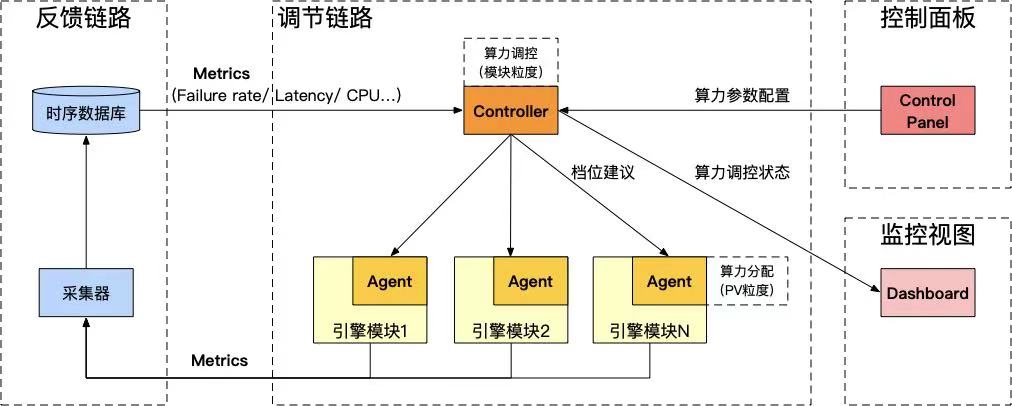 反馈链路
调节链路
控制面板
算力调控
（模块粒度）
Metrics
(Failure rate/ Latency/ CPU...)
时序数据库
Controller
算力参数配置
Control
Panel
档位建议
算力调控状态
监控视图
采集器
Agent
引擎模块1
Agent
引擎模块2
Agent
引擎模块N
算力分配
（PV粒度）
Dashboard
Metrics